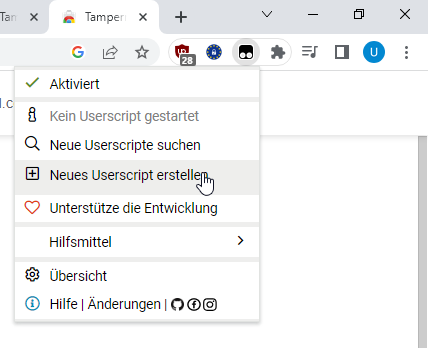 Tan
Tamper
28
U
l.c
Aktiviert
Kein Userscript gestartet
Neue Userscripte suchen
Neues Userscript erstellen
Unterstütze die Entwicklung
Hilfsmittel
Übersicht
Hilfe | Änderungen |